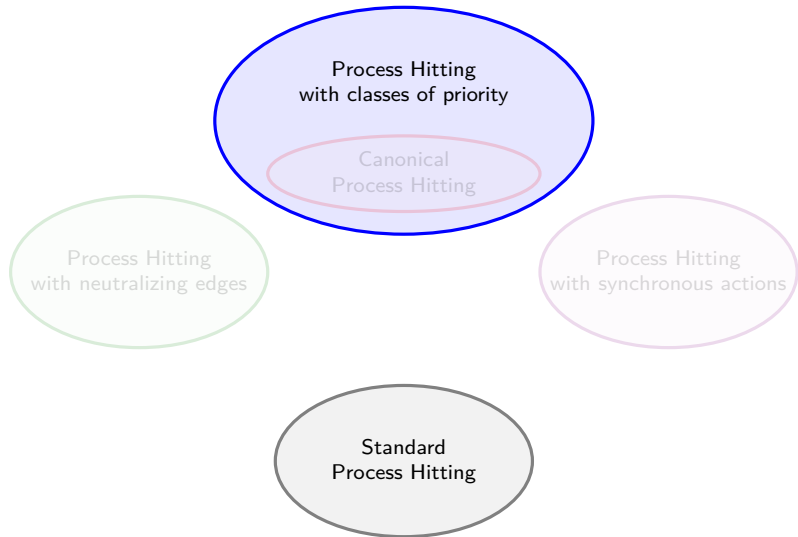 Process Hitting
with classes of priority
Canonical
Process Hitting
Process Hitting
with neutralizing edges
Process Hitting
with synchronous actions
Standard
Process Hitting